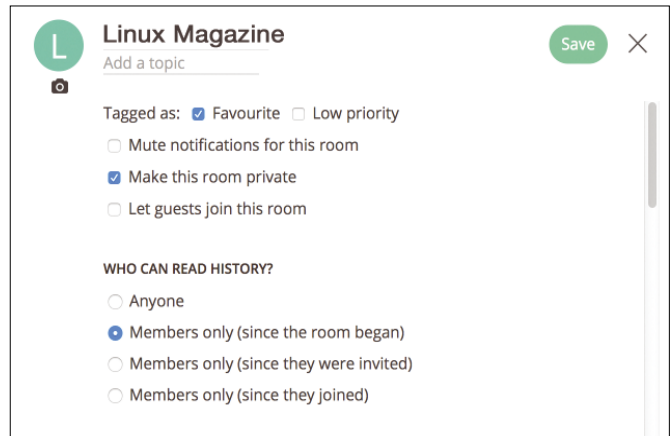 L
Linux Magazine
Save
Add a topic
Tagged as: Favourite Low priority
Mute notifications for this room
Make this room private
Let guests join this room
WHO CAN READ HISTORY?
Anyone
Members only (since the room began)
Members only (since they were invited)
Members only (since they joined)